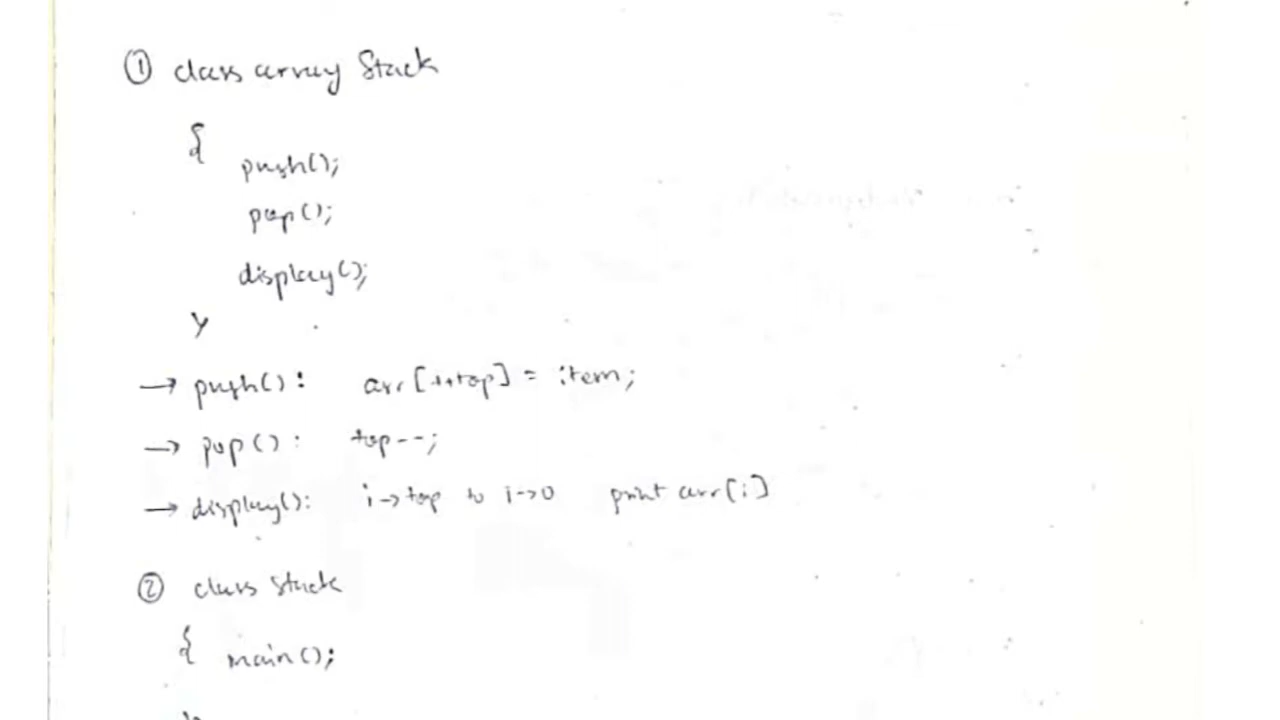 ① class array Stack
{
push();
pop();
display();
}
→ push() : arr[++top] = item;
→ pop() : top--;
→ display(): i→top to i→0 print arr[i]
② class Stack
{ main();